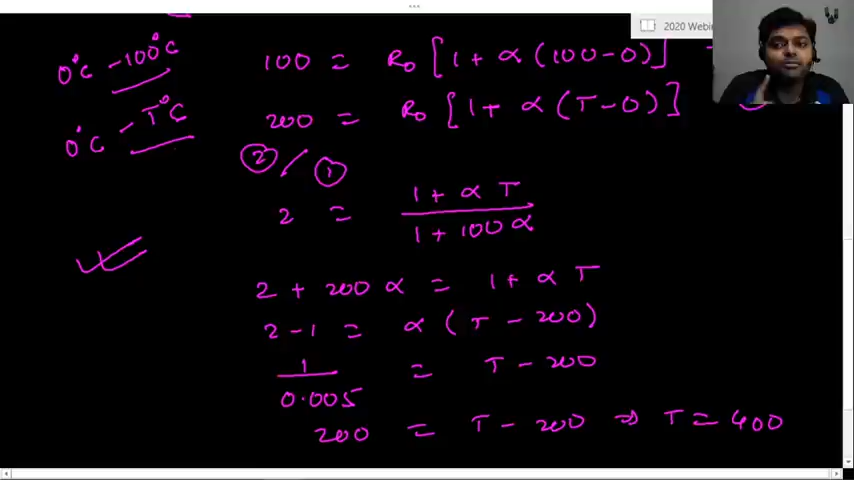 2020 Webin
0°C - 100°C 100 = R₀ [1 + α (100-0)]
0°C - T°C 200 = R₀ [1 + α (T-0)]
② / ①
2 = (1 + α T) / (1 + 100 α)
2 + 200 α = 1 + α T
2 - 1 = α (T - 200)
1 / 0.005 = T - 200
200 = T - 200 ⇒ T = 400